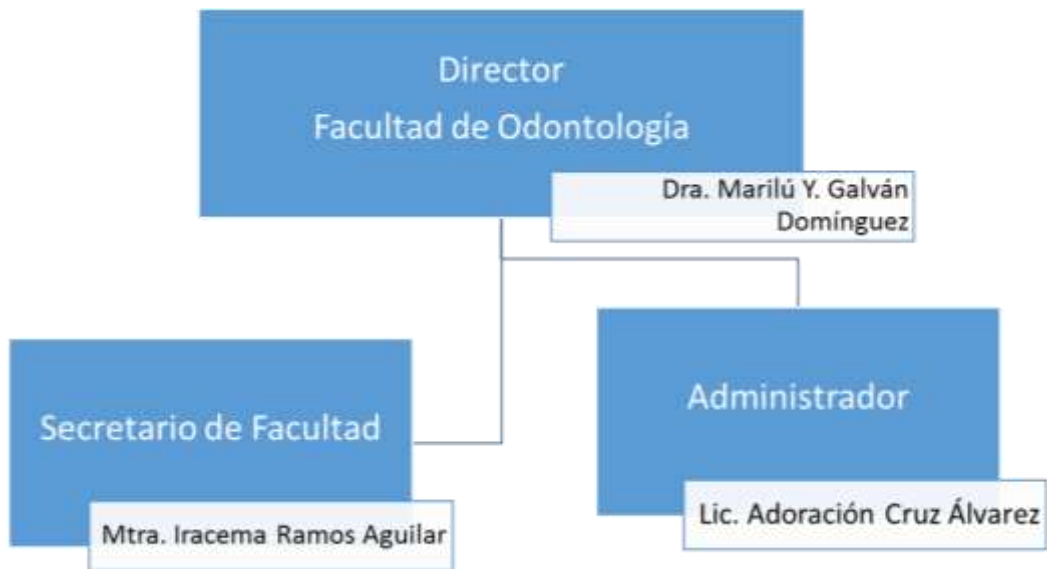 Director
Facultad de Odontología
Dra. Marilú Y. Galván
Domínguez
Secretario de Facultad
Mtra. Iracema Ramos Aguilar
Administrador
Lic. Adoración Cruz Álvarez